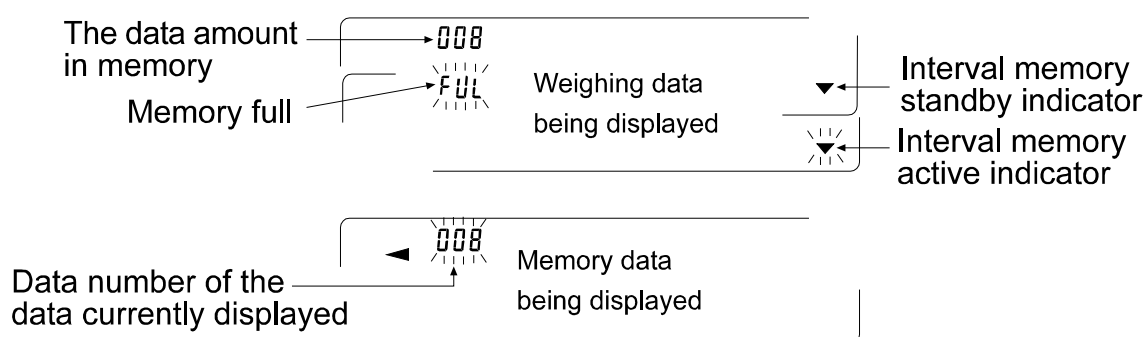 The data amount
in memory
008
Memory full
FUL
Weighing data
being displayed
Interval memory
standby indicator
Interval memory
active indicator
008
Memory data
being displayed
Data number of the
data currently displayed